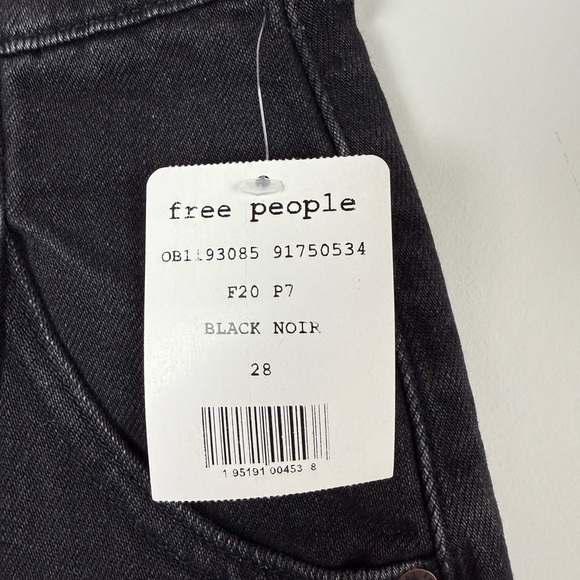 free people
OB1193085 91750534
F20 P7
BLACK NOIR
28
1 95191 00453 8